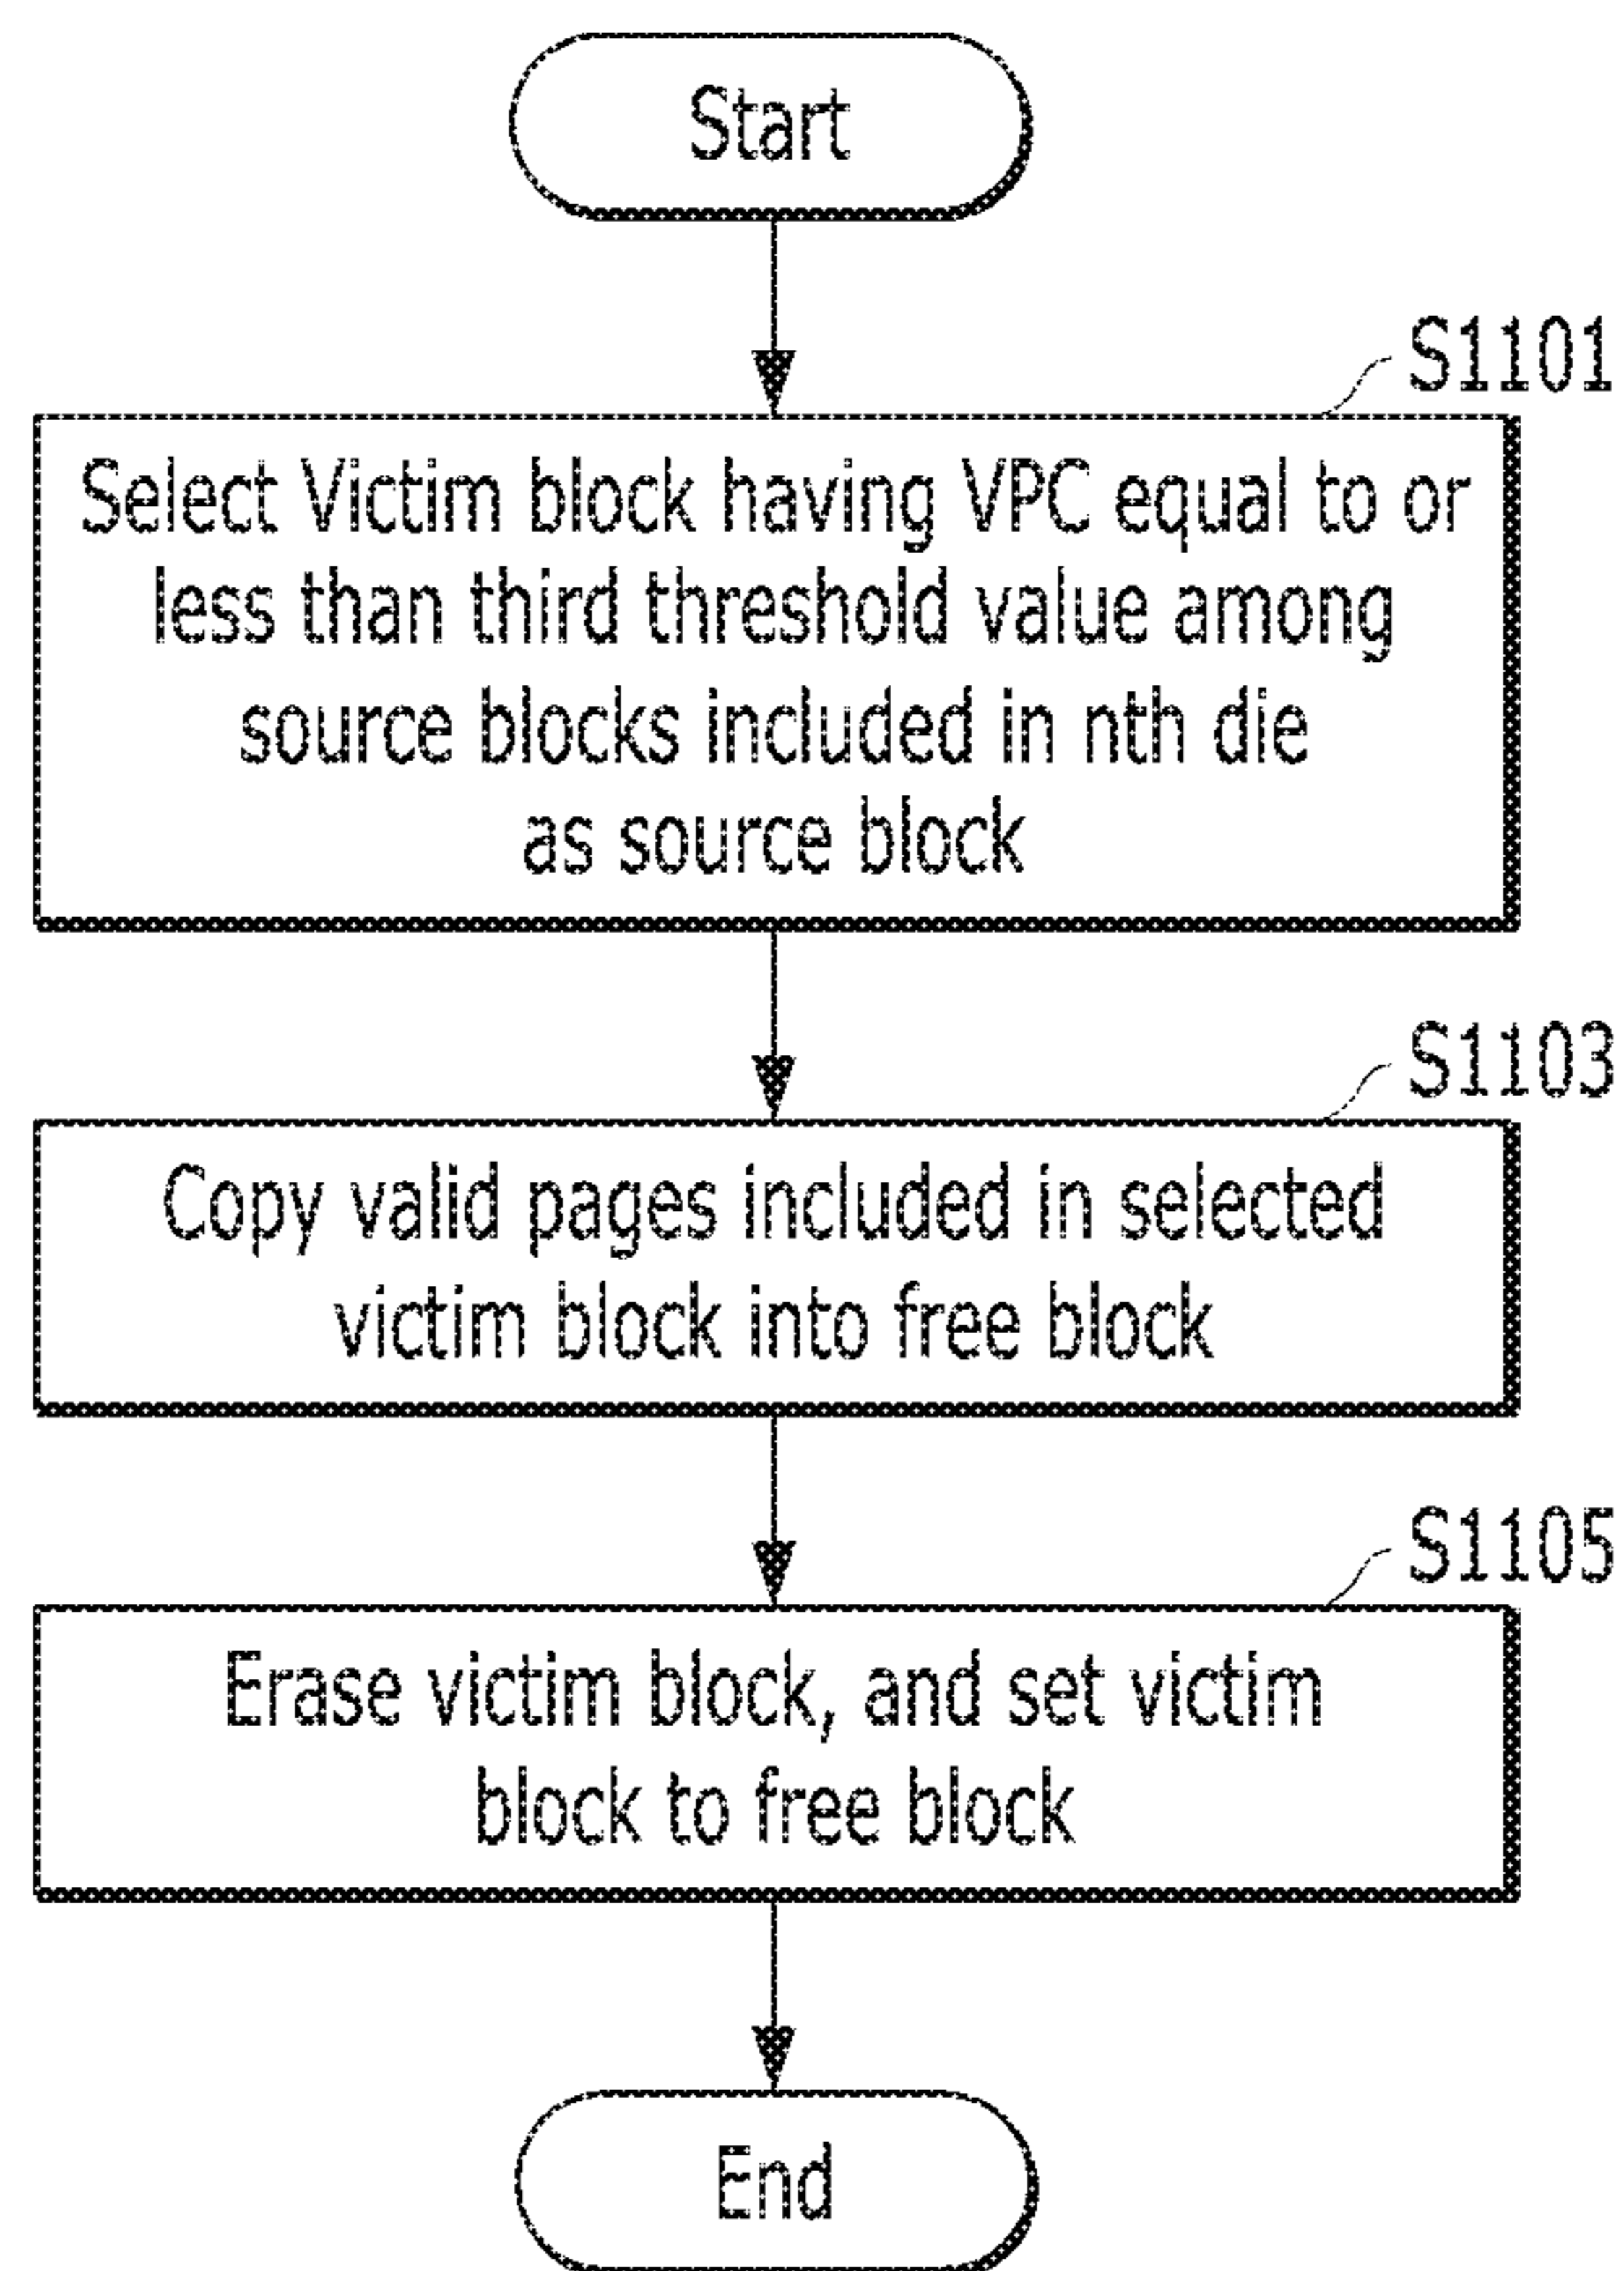 Start
S1101
Select Victim block having VPC equal to or
less than third threshold value among
source blocks included in nth die
as source block
S1103
Copy valid pages included in selected
victim block into free block
S1105
Erase victim block, and set victim
block to free block
End